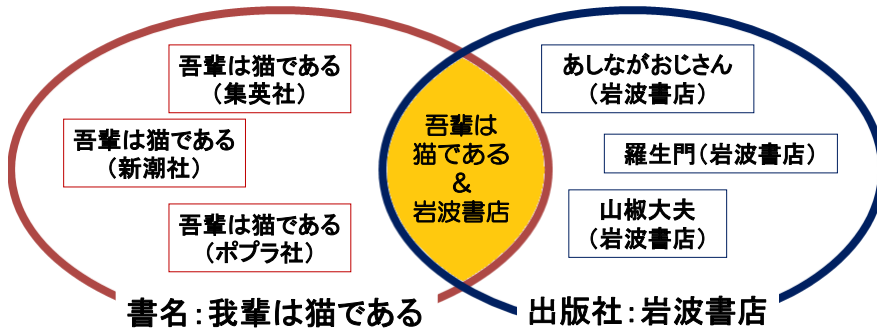 吾輩は猫である
（集英社）
吾輩は猫である
（新潮社）
吾輩は猫である
（ポプラ社）
吾輩は
猫である
&
岩波書店
あしながおじさん
（岩波書店）
羅生門（岩波書店）
山椒大夫
（岩波書店）
書名：我輩は猫である
出版社：岩波書店